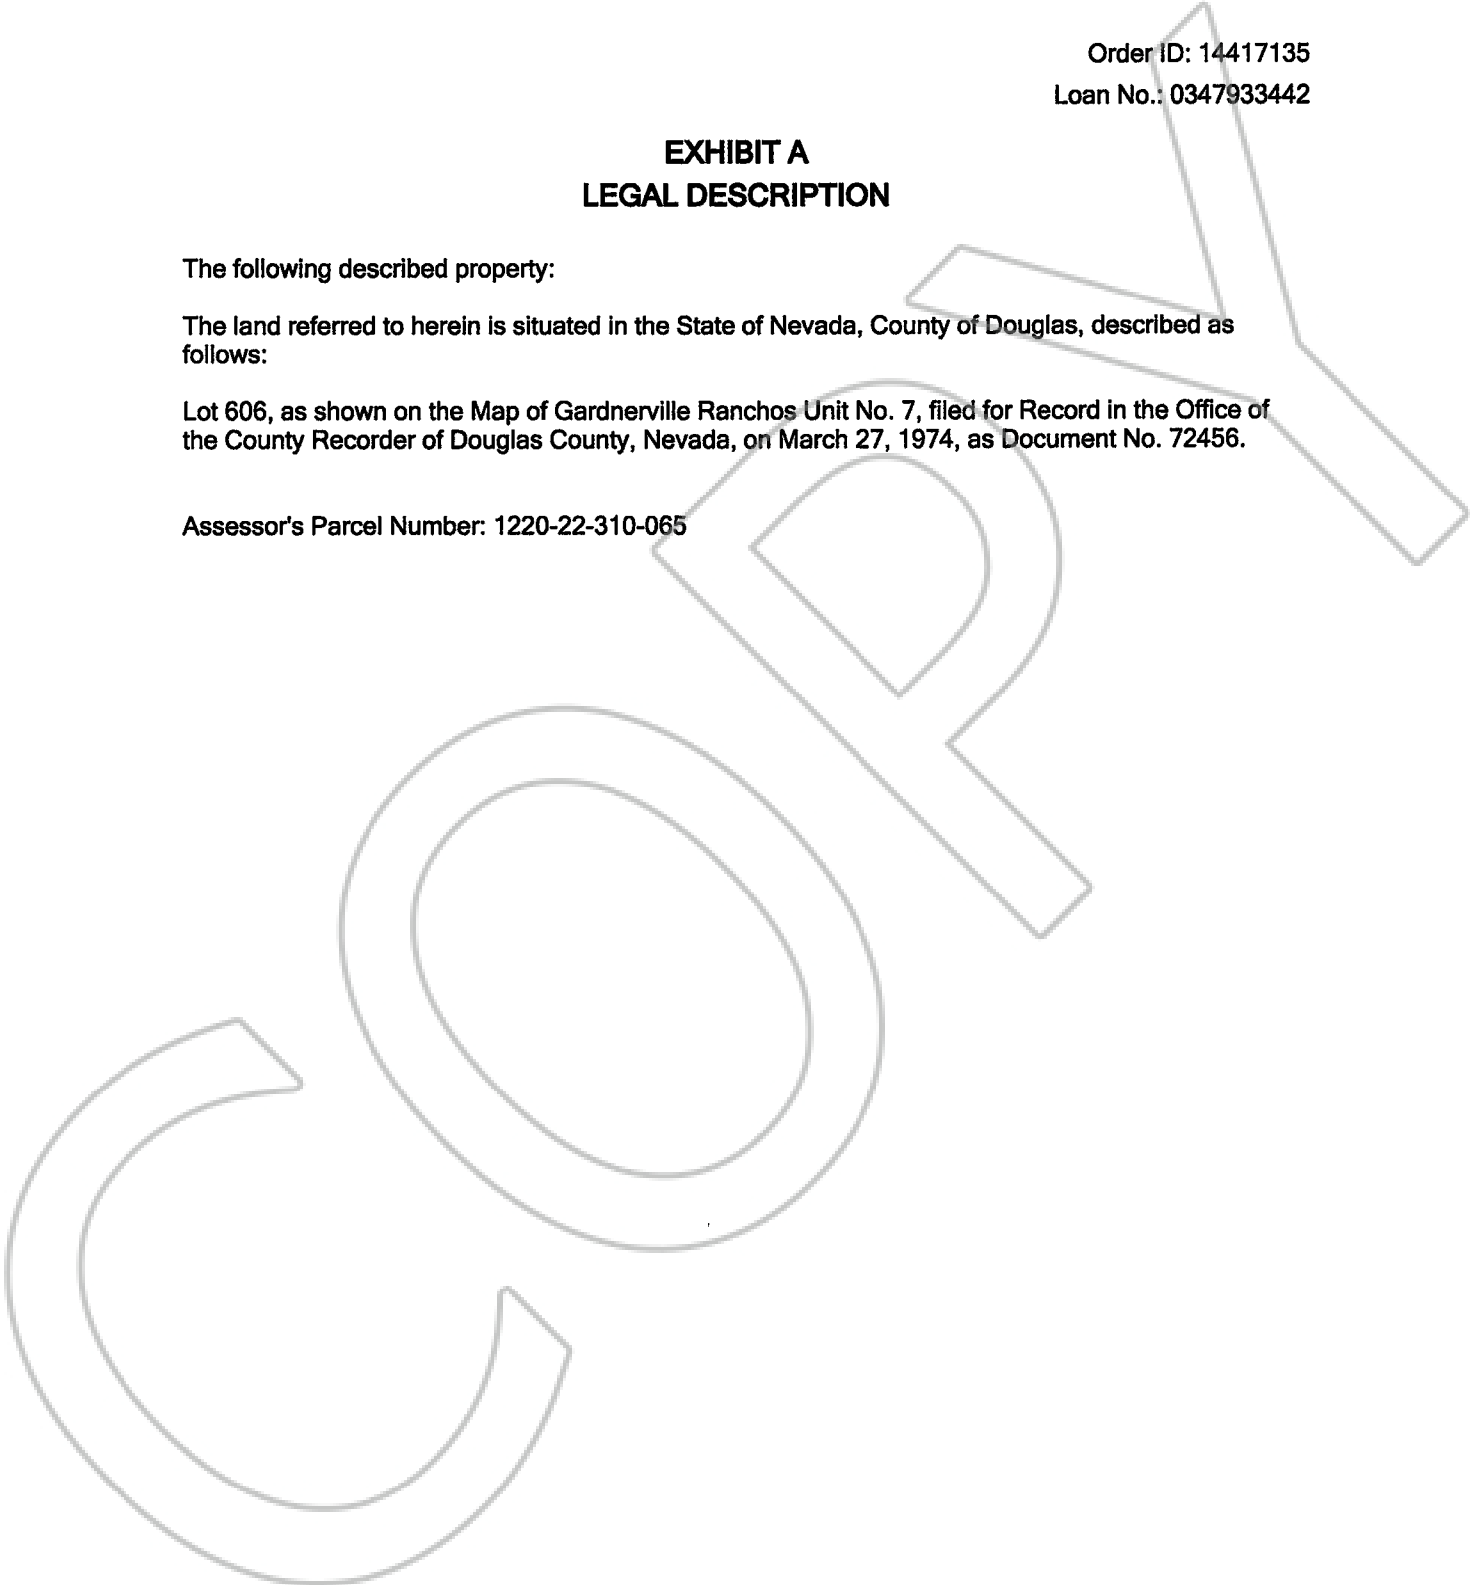 Order ID: 14417135
Loan No.: 0347933442
EXHIBIT A
LEGAL DESCRIPTION
The following described property:
The land referred to herein is situated in the State of Nevada, County of Douglas, described as
follows:
Lot 606, as shown on the Map of Gardnerville Ranchos Unit No. 7, filed for Record in the Office of
the County Recorder of Douglas County, Nevada, on March 27, 1974, as Document No. 72456.
Assessor's Parcel Number: 1220-22-310-065
COPY